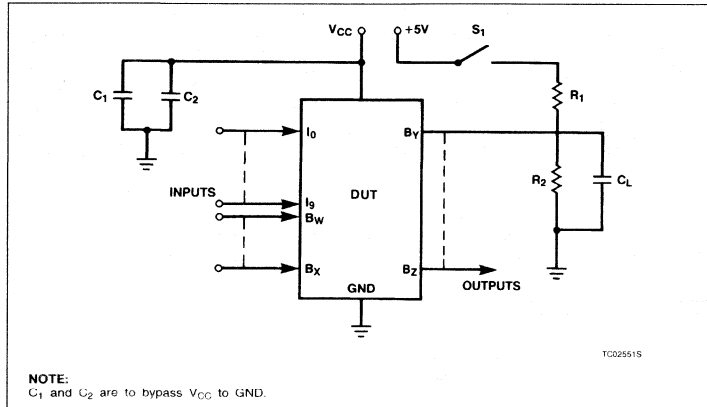 VCC +5V S1
C1 C2 R1
I0 BY
R2 CL
INPUTS DUT
I9
BW
BX BZ
GND OUTPUTS
TC02551S
NOTE:
C1 and C2 are to bypass VCC to GND.